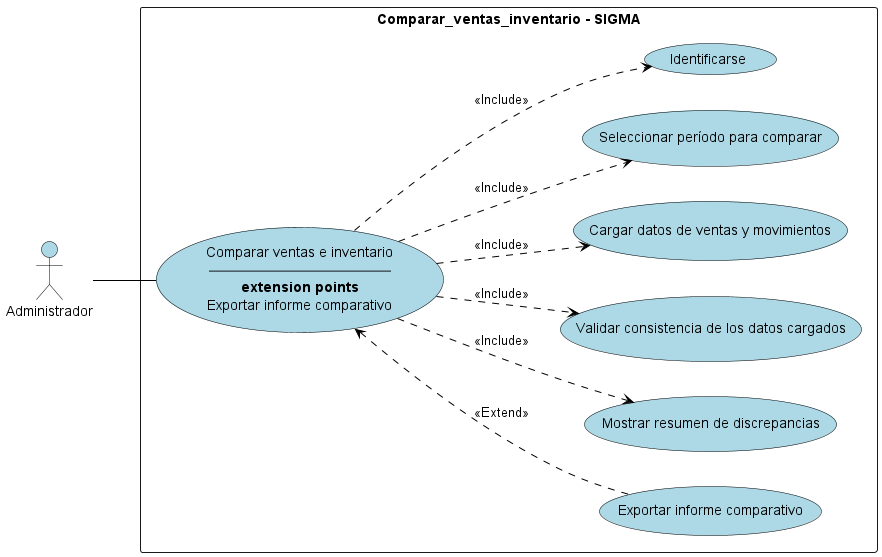 Comparar_ventas_inventario - SIGMA
Identificarse
«Include»
Seleccionar período para comparar
«Include»
Cargar datos de ventas y movimientos
«Include»
Comparar ventas e inventario
extension points
Exportar informe comparativo
Administrador
«Include»
Validar consistencia de los datos cargados
«Include»
Mostrar resumen de discrepancias
«Extend»
Exportar informe comparativo